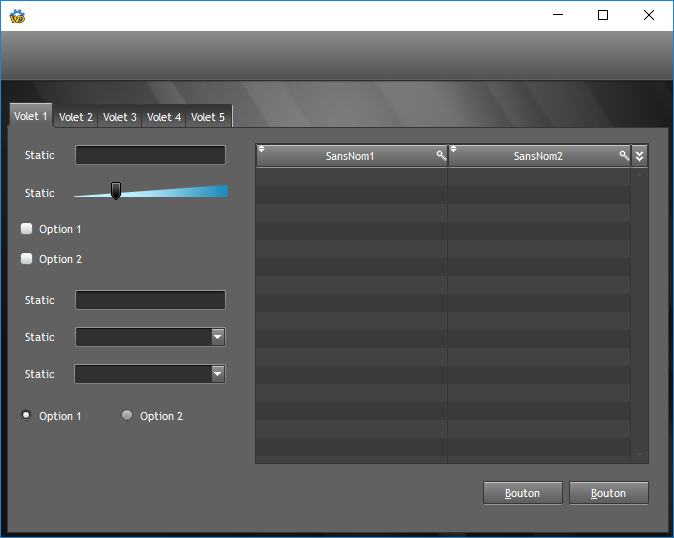 Volet 1 Volet 2 Volet 3 Volet 4 Volet 5
Static
Static
Option 1
Option 2
Static
Static
Static
Option 1 Option 2
SansNom1 SansNom2
Bouton Bouton